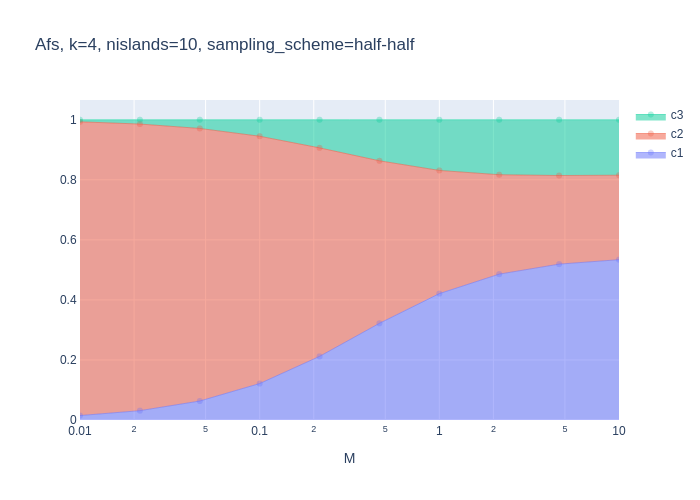 Afs, k=4, nislands=10, sampling_scheme=half-half
c3
c2
c1
1
0.8
0.6
0.4
0.2
0
0.01 2 5 0.1 2 5 1 2 5 10
M